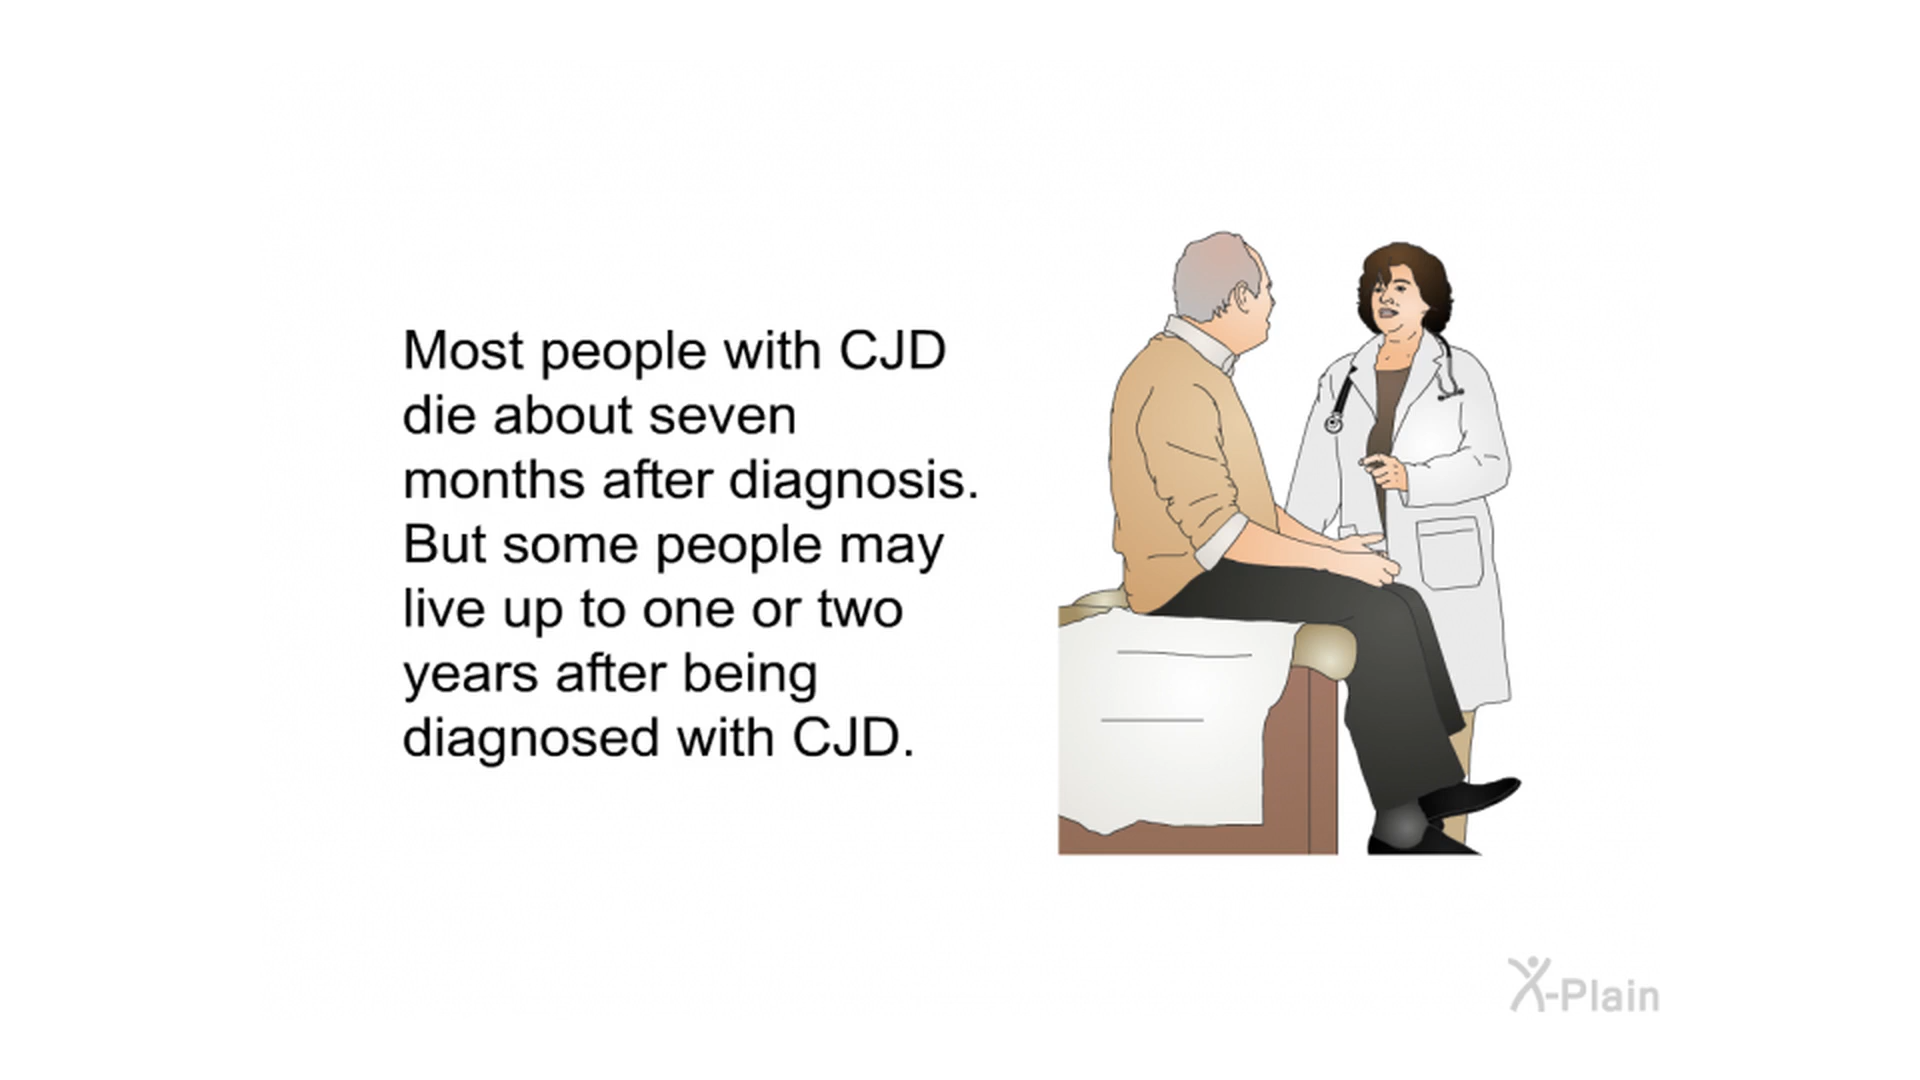 Most people with CJD
die about seven
months after diagnosis.
But some people may
live up to one or two
years after being
diagnosed with CJD.
X-Plain